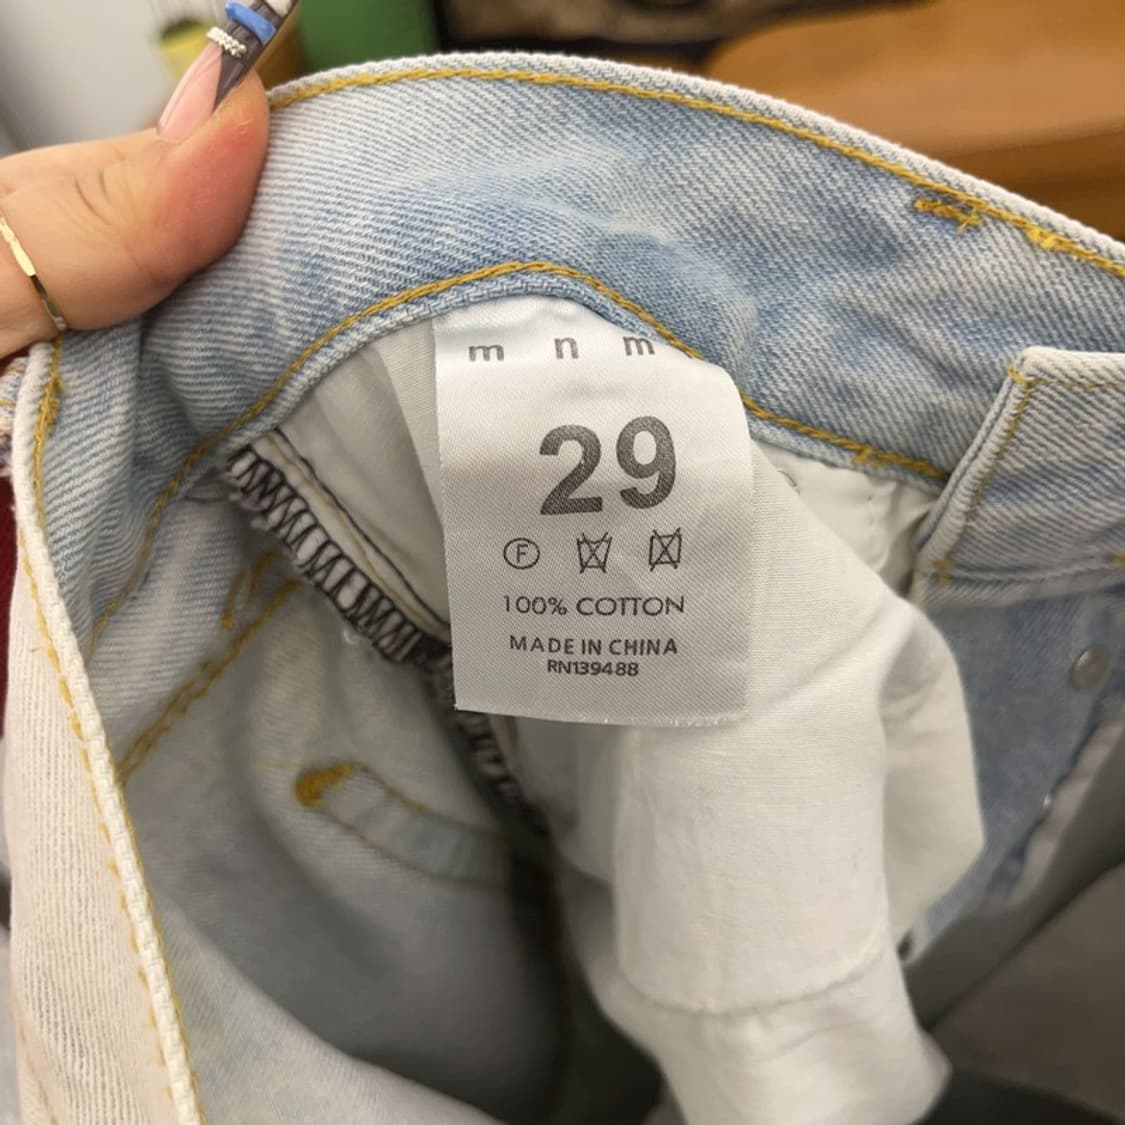 m n m
29
F
100% COTTON
MADE IN CHINA
RN139488